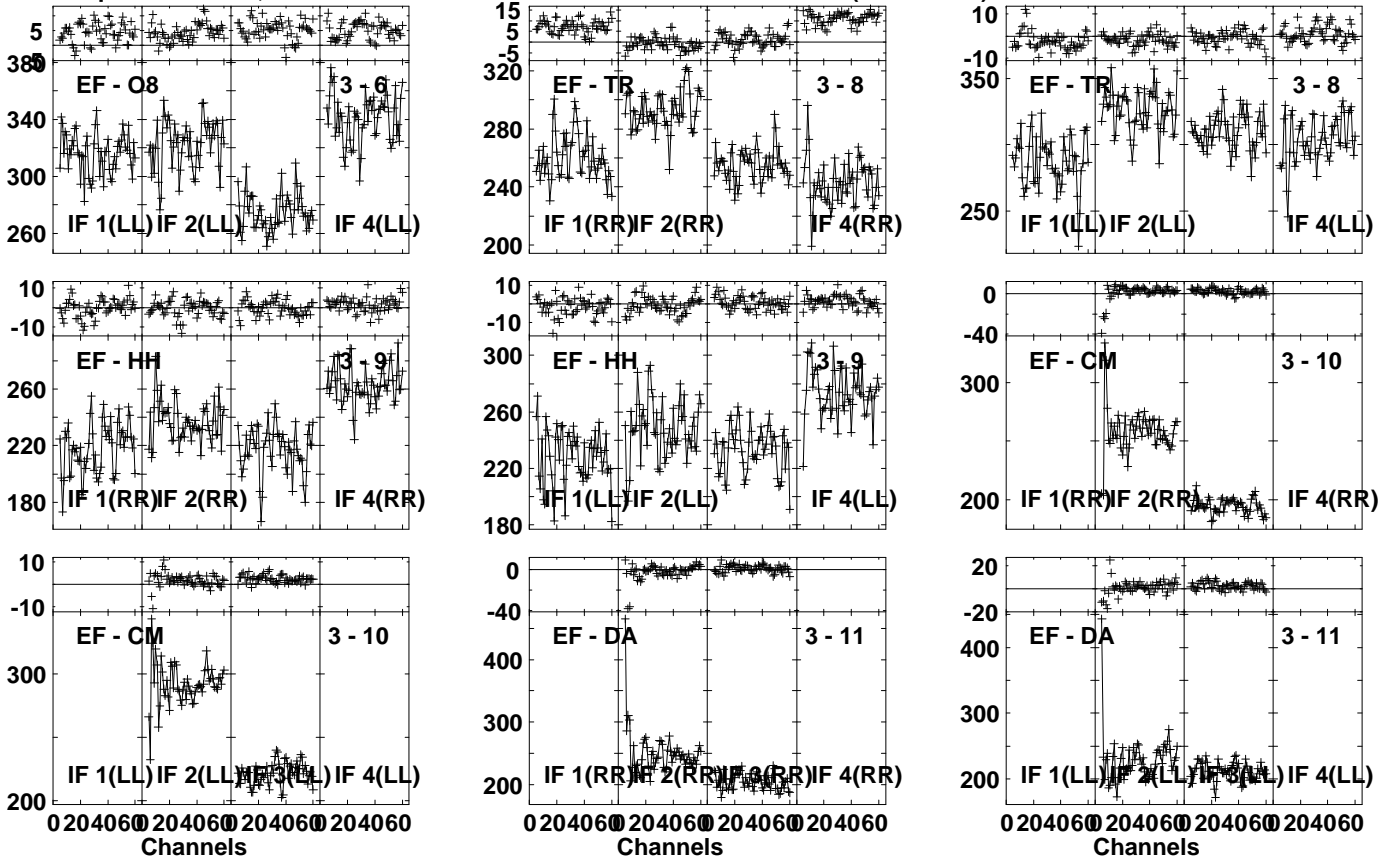 5
5
380
340
300
260
EF - O8
3 - 6
IF 1(LL)
IF 2(LL)
IF 4(LL)
15
5
-5
320
280
240
200
EF - TR
3 - 8
IF 1(RR)
IF 2(RR)
IF 4(RR)
10
-10
350
250
EF - TR
3 - 8
IF 1(LL)
IF 2(LL)
IF 4(LL)
10
-10
260
220
180
EF - HH
3 - 9
IF 1(RR)
IF 2(RR)
IF 4(RR)
10
-10
300
260
220
180
EF - HH
3 - 9
IF 1(LL)
IF 2(LL)
IF 4(LL)
0
-40
300
200
EF - CM
3 - 10
IF 1(RR)
IF 2(RR)
IF 4(RR)
10
-10
300
200
EF - CM
3 - 10
IF 1(LL)
IF 2(LL)
IF 3(LL)
IF 4(LL)
0 20 40 60 0 20 40 60 0 20 40 60 0 20 40 60
Channels
0
-40
400
300
200
EF - DA
3 - 11
IF 1(RR)
IF 2(RR)
IF 3(RR)
IF 4(RR)
0 20 40 60 0 20 40 60 0 20 40 60 0 20 40 60
Channels
20
-20
400
300
200
EF - DA
3 - 11
IF 1(LL)
IF 2(LL)
IF 3(LL)
IF 4(LL)
0 20 40 60 0 20 40 60 0 20 40 60 0 20 40 60
Channels